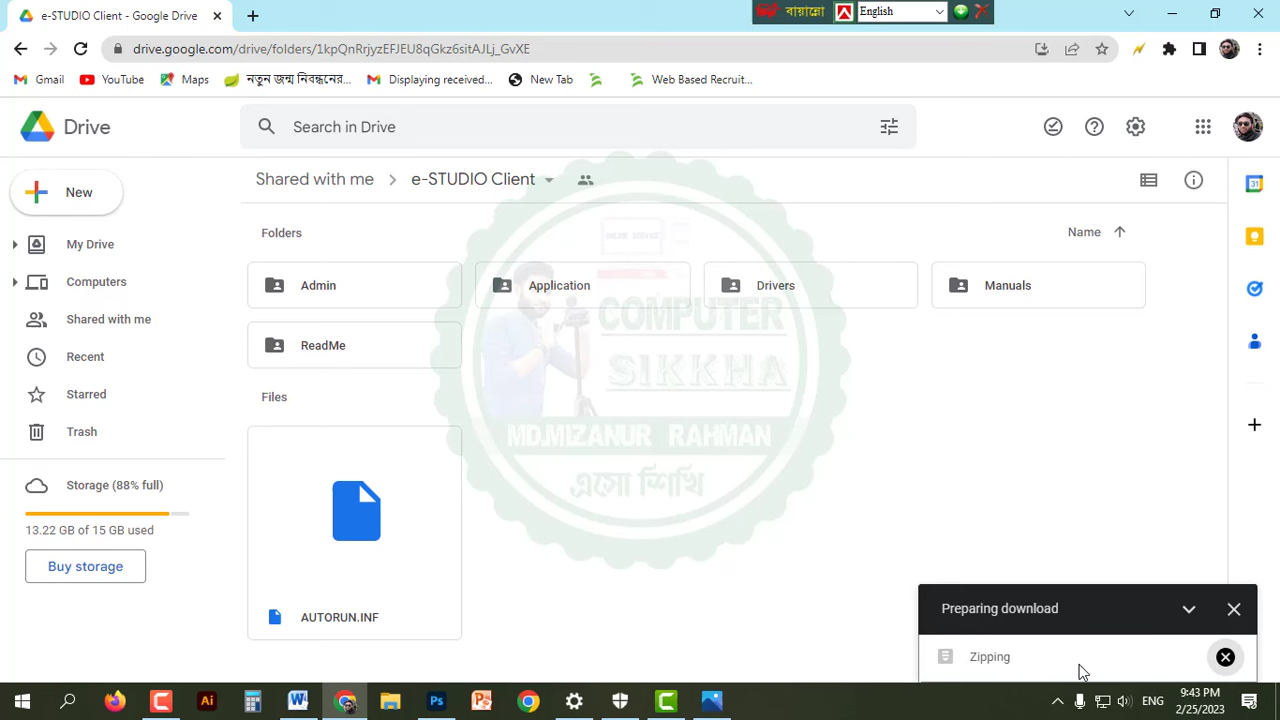 e-STUDIO Client - Google Drive
বায়ান্নো
English
drive.google.com/drive/folders/1kpQnRrjyzEFJEU8qGkz6sitAJLj_GvXE
Gmail
YouTube
Maps
নতুন জন্ম নিবন্ধনের...
Displaying received...
New Tab
Web Based Recruit...
Drive
Search in Drive
New
Shared with me
e-STUDIO Client
My Drive
Computers
Shared with me
Recent
Starred
Trash
Storage (88% full)
13.22 GB of 15 GB used
Buy storage
Folders
Name
Admin
Application
Drivers
Manuals
ReadMe
Files
AUTORUN.INF
COMPUTER
SIKKHA
MD.MIZANUR RAHMAN
এসো শিখি
Preparing download
Zipping
ENG
9:43 PM
2/25/2023